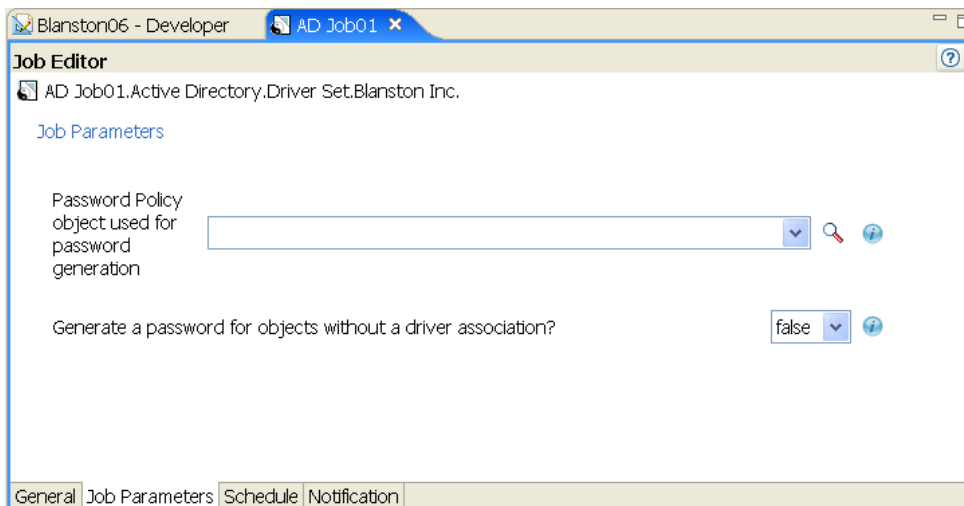 Blanston06 - Developer
AD Job01
Job Editor
AD Job01.Active Directory.Driver Set.Blanston Inc.
Job Parameters
Password Policy
object used for
password
generation
Generate a password for objects without a driver association?
false
General Job Parameters Schedule Notification